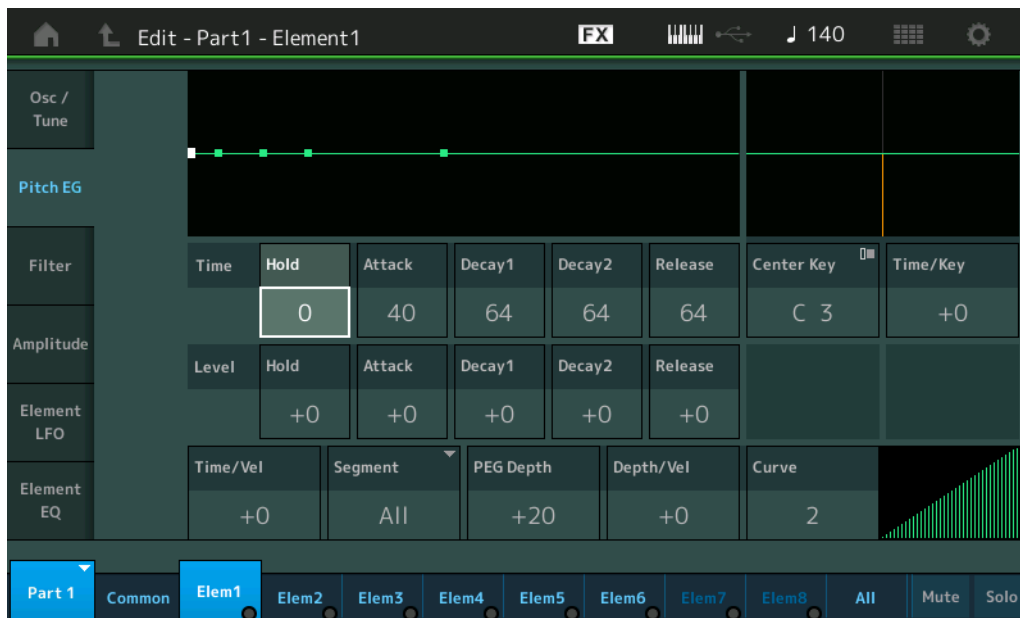 Edit - Part1 - Element1 FX 140
Osc /
Tune
Pitch EG
Filter
Amplitude
Element
LFO
Element
EQ
Time Hold Attack Decay1 Decay2 Release Center Key Time/Key
0 40 64 64 64 C 3 +0
Level Hold Attack Decay1 Decay2 Release
+0 +0 +0 +0 +0
Time/Vel Segment PEG Depth Depth/Vel Curve
+0 All +20 +0 2
Part 1 Common Elem1 Elem2 Elem3 Elem4 Elem5 Elem6 Elem7 Elem8 All Mute Solo